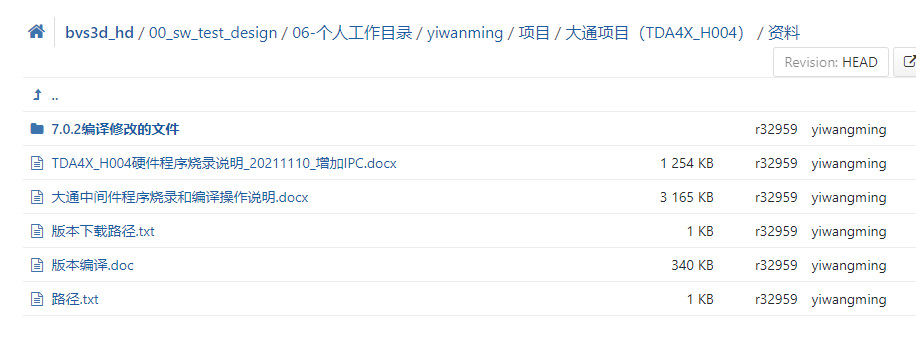 bvs3d_hd / 00_sw_test_design / 06-个人工作目录 / yiwanming / 项目 / 大通项目（TDA4X_H004） / 资料
Revision: HEAD
..
7.0.2编译修改的文件 r32959 yiwangming
TDA4X_H004硬件程序烧录说明_20211110_增加IPC.docx 1 254 KB r32959 yiwangming
大通中间件程序烧录和编译操作说明.docx 3 165 KB r32959 yiwangming
版本下载路径.txt 1 KB r32959 yiwangming
版本编译.doc 340 KB r32959 yiwangming
路径.txt 1 KB r32959 yiwangming